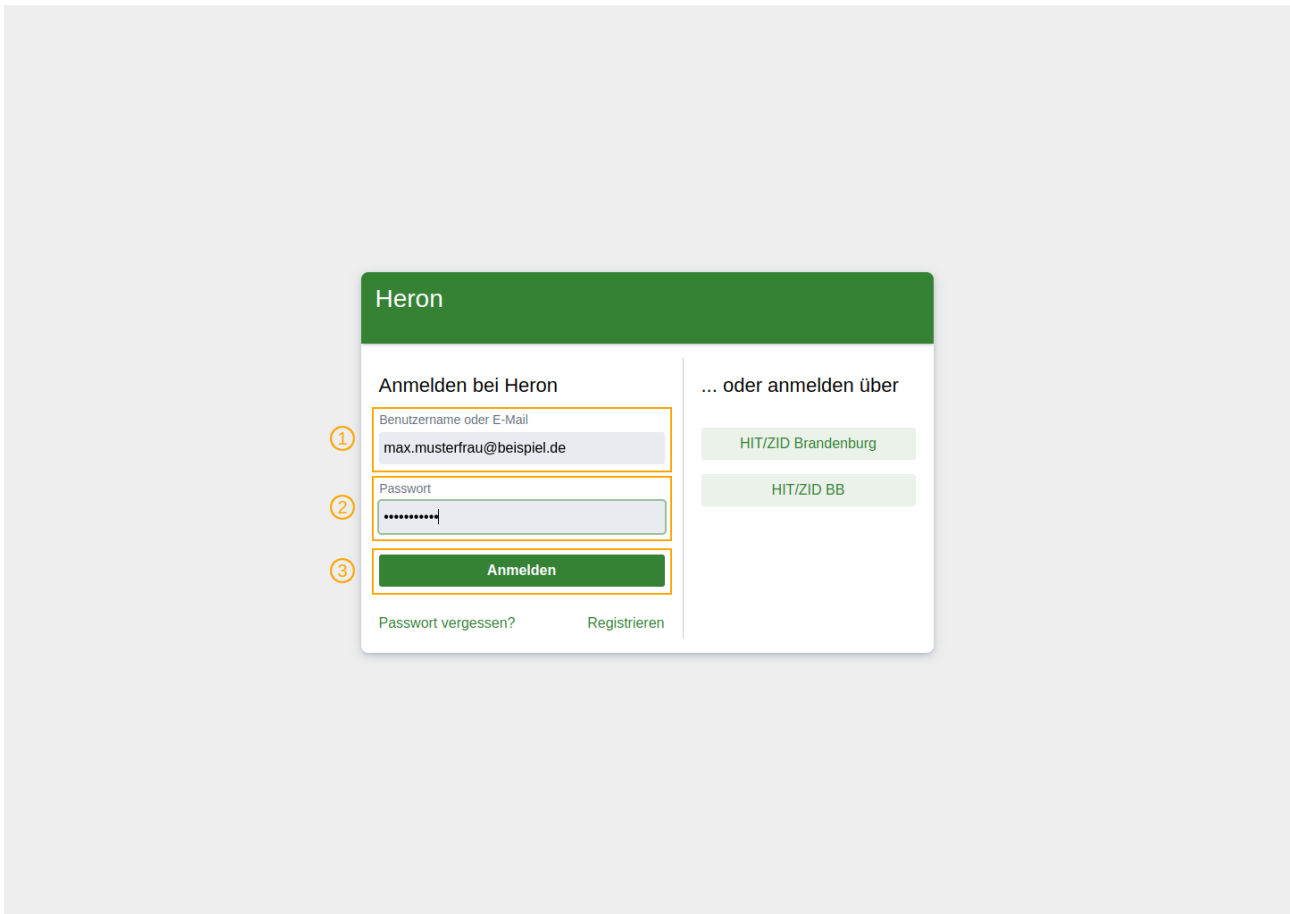 Heron
Anmelden bei Heron
1
Benutzername oder E-Mail
max.musterfrau@beispiel.de
2
Passwort
•••••••••••
3
Anmelden
Passwort vergessen? Registrieren
... oder anmelden über
HIT/ZID Brandenburg
HIT/ZID BB